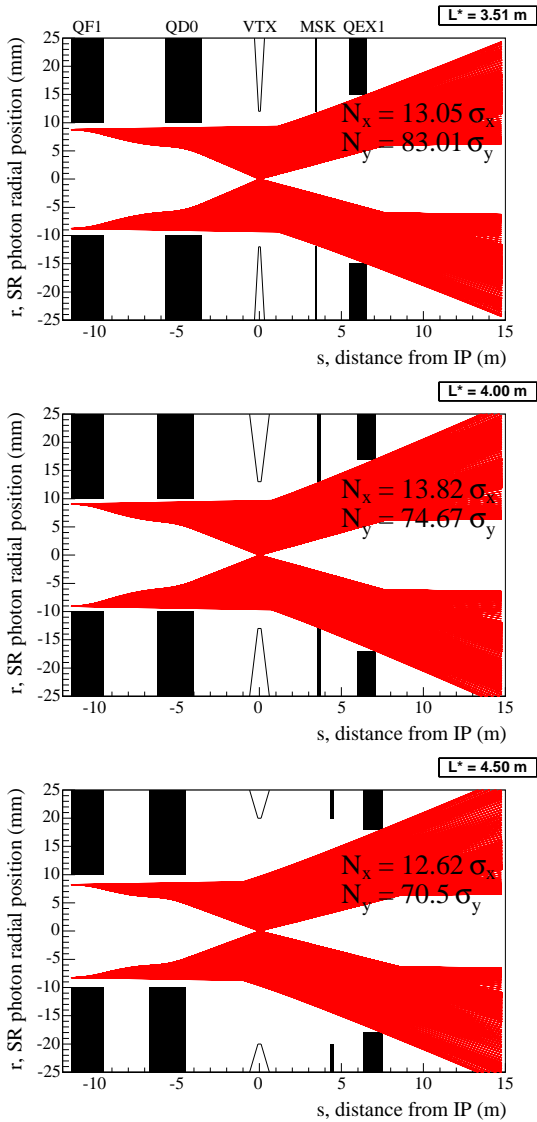 L* = 3.51 m
QF1 QD0 VTX MSK QEX1
25
20
15
10
5
0
-5
-10
-15
-20
-25
r, SR photon radial position (mm)
N_x = 13.05 σ_x
N_y = 83.01 σ_y
-10 -5 0 5 10 15
s, distance from IP (m)
L* = 4.00 m
25
20
15
10
5
0
-5
-10
-15
-20
-25
r, SR photon radial position (mm)
N_x = 13.82 σ_x
N_y = 74.67 σ_y
-10 -5 0 5 10 15
s, distance from IP (m)
L* = 4.50 m
25
20
15
10
5
0
-5
-10
-15
-20
-25
r, SR photon radial position (mm)
N_x = 12.62 σ_x
N_y = 70.5 σ_y
-10 -5 0 5 10 15
s, distance from IP (m)